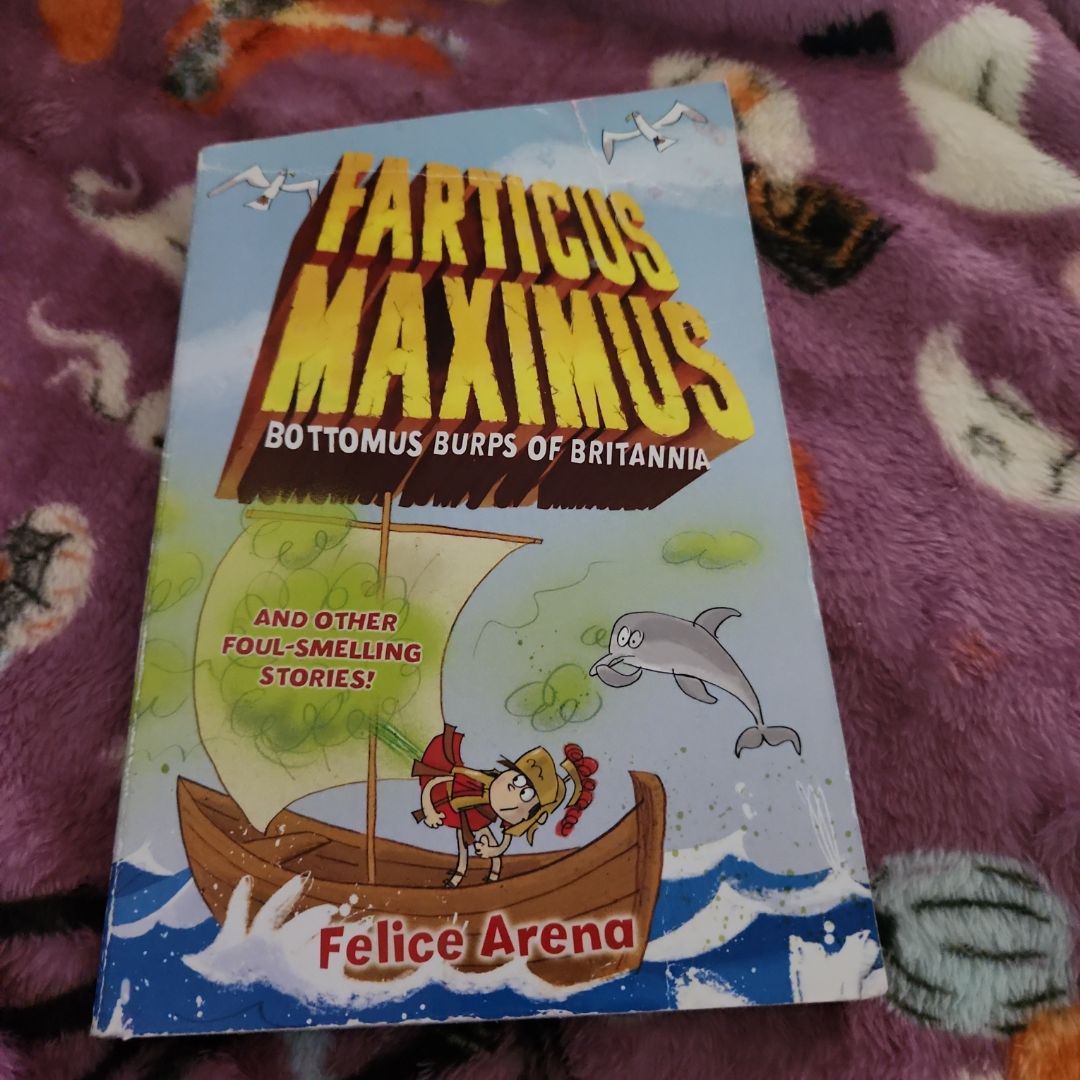 FARTICUS
MAXIMUS
BOTTOMUS BURPS OF BRITANNIA
AND OTHER
FOUL-SMELLING
STORIES!
Felice Arena